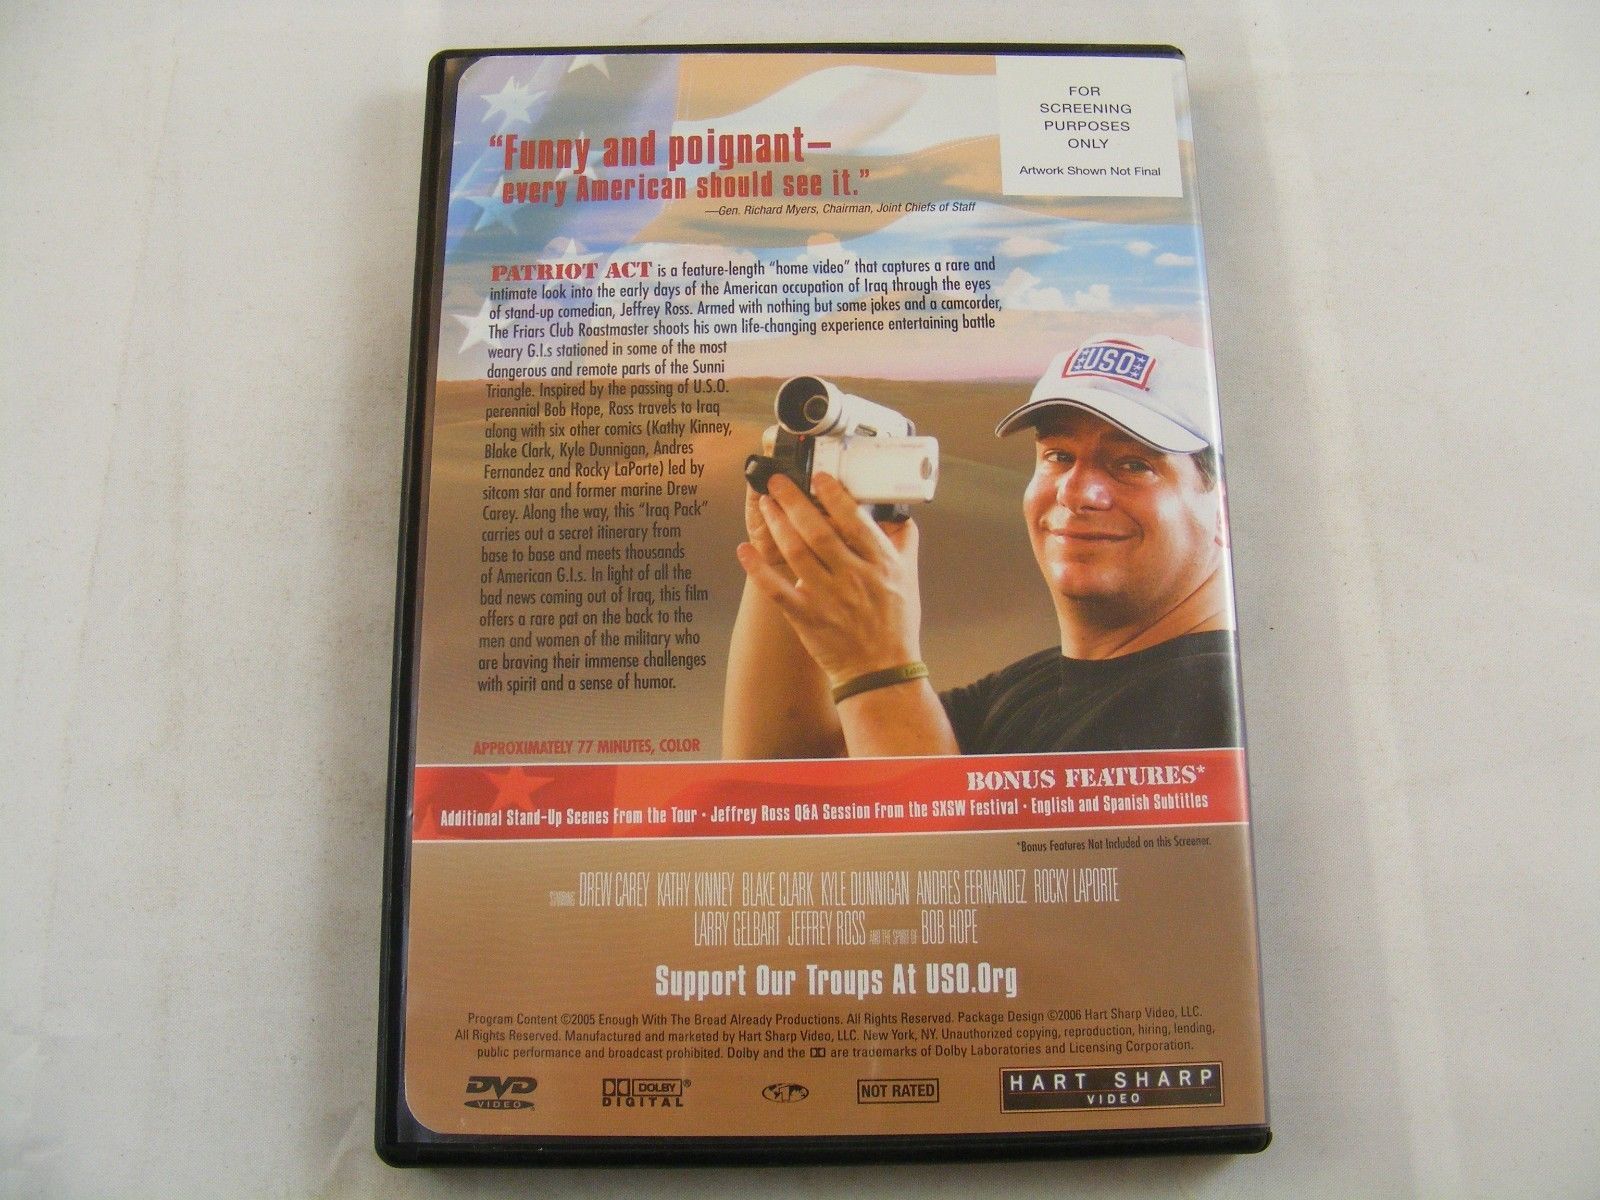 FOR
SCREENING
PURPOSES
ONLY
Artwork Shown Not Final
“Funny and poignant—
every American should see it.”
—Gen. Richard Myers, Chairman, Joint Chiefs of Staff
PATRIOT ACT is a feature-length “home video” that captures a rare and
intimate look into the early days of the American occupation of Iraq through the eyes
of stand-up comedian, Jeffrey Ross. Armed with nothing but some jokes and a camcorder,
The Friars Club Roastmaster shoots his own life-changing experience entertaining battle
weary G.I.s stationed in some of the most
dangerous and remote parts of the Sunni
Triangle. Inspired by the passing of U.S.O.
perennial Bob Hope, Ross travels to Iraq
along with six other comics (Kathy Kinney,
Blake Clark, Kyle Dunnigan, Andres
Fernandez and Rocky LaPorte) led by
sitcom star and former marine Drew
Carey. Along the way, this “Iraq Pack”
carries out a secret itinerary from
base to base and meets thousands
of American G.I.s. In light of all the
bad news coming out of Iraq, this film
offers a rare pat on the back to the
men and women of the military who
are braving their immense challenges
with spirit and a sense of humor.
USO
APPROXIMATELY 77 MINUTES, COLOR
BONUS FEATURES*
Additional Stand-Up Scenes From the Tour • Jeffrey Ross Q&A Session From the SXSW Festival • English and Spanish Subtitles
*Bonus Features Not Included on this Screener.
STARRING DREW CAREY KATHY KINNEY BLAKE CLARK KYLE DUNNIGAN ANDRES FERNANDEZ ROCKY LAPORTE
LARRY GELBART JEFFREY ROSS AND THE SPIRIT OF BOB HOPE
Support Our Troups At USO.Org
Program Content ©2005 Enough With The Bread Already Productions. All Rights Reserved. Package Design ©2006 Hart Sharp Video, LLC.
All Rights Reserved. Manufactured and marketed by Hart Sharp Video, LLC. New York, NY. Unauthorized copying, reproduction, hiring, lending,
public performance and broadcast prohibited. Dolby and the are trademarks of Dolby Laboratories and Licensing Corporation.
DVD
VIDEO
DOLBY ®
DIGITAL
NOT RATED
HART SHARP
VIDEO